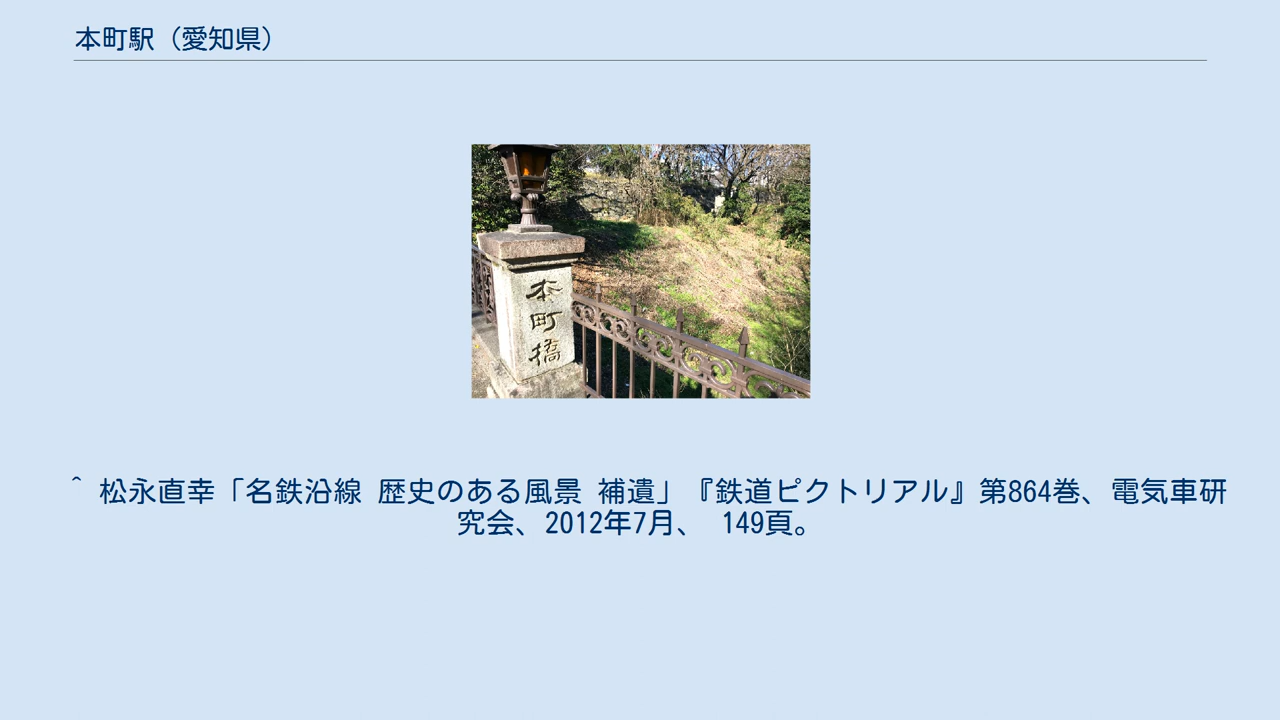 本町駅（愛知県）
本町橋
^ 松永直幸「名鉄沿線 歴史のある風景 補遺」『鉄道ピクトリアル』第864巻、電気車研
究会、2012年7月、 149頁。